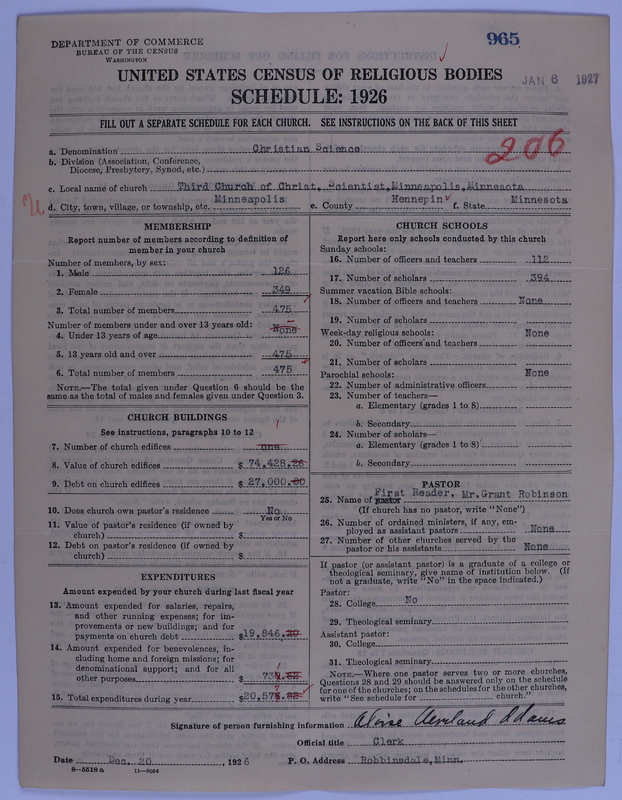 DEPARTMENT OF COMMERCE
BUREAU OF THE CENSUS
WASHINGTON
965
UNITED STATES CENSUS OF RELIGIOUS BODIES
JAN 6 1927
SCHEDULE: 1926
FILL OUT A SEPARATE SCHEDULE FOR EACH CHURCH. SEE INSTRUCTIONS ON THE BACK OF THIS SHEET
206
a. Denomination Christian Science
b. Division (Association, Conference,
Diocese, Presbytery, Synod, etc.)
c. Local name of church Third Church of Christ, Scientist, Minneapolis, Minnesota
U
d. City, town, village, or township, etc. Minneapolis e. County Hennepin f. State Minnesota
MEMBERSHIP
Report number of members according to definition of
member in your church
Number of members, by sex:
1. Male 126
2. Female 349
3. Total number of members 475
Number of members under and over 13 years old:
4. Under 13 years of age None
5. 13 years old and over 475
6. Total number of members 475
NOTE.—The total given under Question 6 should be the
same as the total of males and females given under Question 3.
CHURCH BUILDINGS
See instructions, paragraphs 10 to 12
7. Number of church edifices one 1
8. Value of church edifices $ 74,428.
9. Debt on church edifices $ 27,000.00
10. Does church own pastor's residence No
Yes or No
11. Value of pastor's residence (if owned by
church) $
12. Debt on pastor's residence (if owned by
church) $
EXPENDITURES
Amount expended by church during last fiscal year
13. Amount expended for salaries, repairs,
and other running expenses; for im-
provements or new buildings; and for
payments on church debt $19,846.20
14. Amount expended for benevolences, in-
cluding home and foreign missions; for
denominational support; and for all
other purposes $
15. Total expenditures during year $
CHURCH SCHOOLS
Report here only schools conducted by this church
Sunday schools:
16. Number of officers and teachers 112
17. Number of scholars 394
Summer vacation Bible schools:
18. Number of officers and teachers None
19. Number of scholars
Week-day religious schools: None
20. Number of officers and teachers
21. Number of scholars
Parochial schools: None
22. Number of administrative officers
23. Number of teachers—
a. Elementary (grades 1 to 8)
b. Secondary
24. Number of scholars—
a. Elementary (grades 1 to 8)
b. Secondary
PASTOR
First Reader, Mr. Grant Robinson
25. Name of pastor
(If church has no pastor, write "None")
26. Number of ordained ministers, if any, em-
ployed as assistant pastors None
27. Number of other churches served by the
pastor or his assistants None
If pastor (or assistant pastor) is a graduate of a college or
theological seminary, give name of institution below. (If
not a graduate, write "No" in the space indicated.)
Pastor:
28. College No
29. Theological seminary
Assistant pastor:
30. College
31. Theological seminary
NOTE.—Where one pastor serves two or more churches,
Questions 28 and 29 should be answered only on the schedule
for one of the churches; on the schedules for the other churches,
write "See schedule for church."
Signature of person furnishing information Adams
Official title Clerk
Date Dec. 20, 1926 P. O. Address Robbinsdale, Minn.
8—5518 a 11—9564